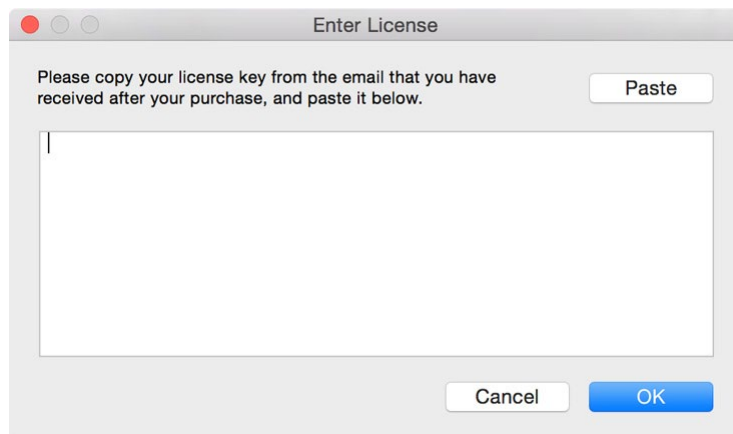 Enter License
Please copy your license key from the email that you have
received after your purchase, and paste it below.
Paste
Cancel
OK